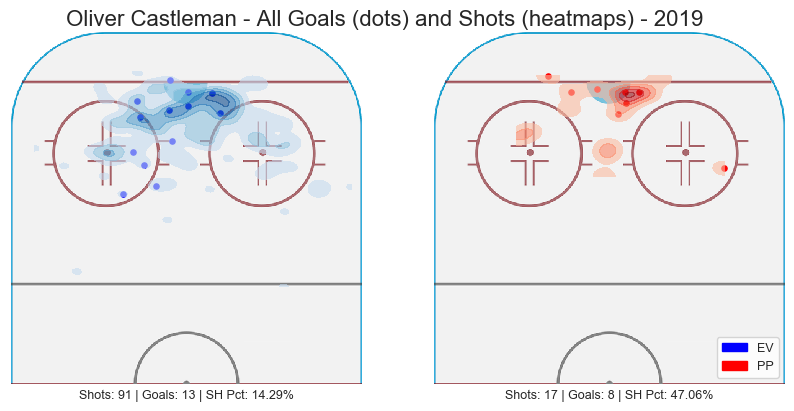 Oliver Castleman - All Goals (dots) and Shots (heatmaps) - 2019
EV
PP
Shots: 91 | Goals: 13 | SH Pct: 14.29%
Shots: 17 | Goals: 8 | SH Pct: 47.06%